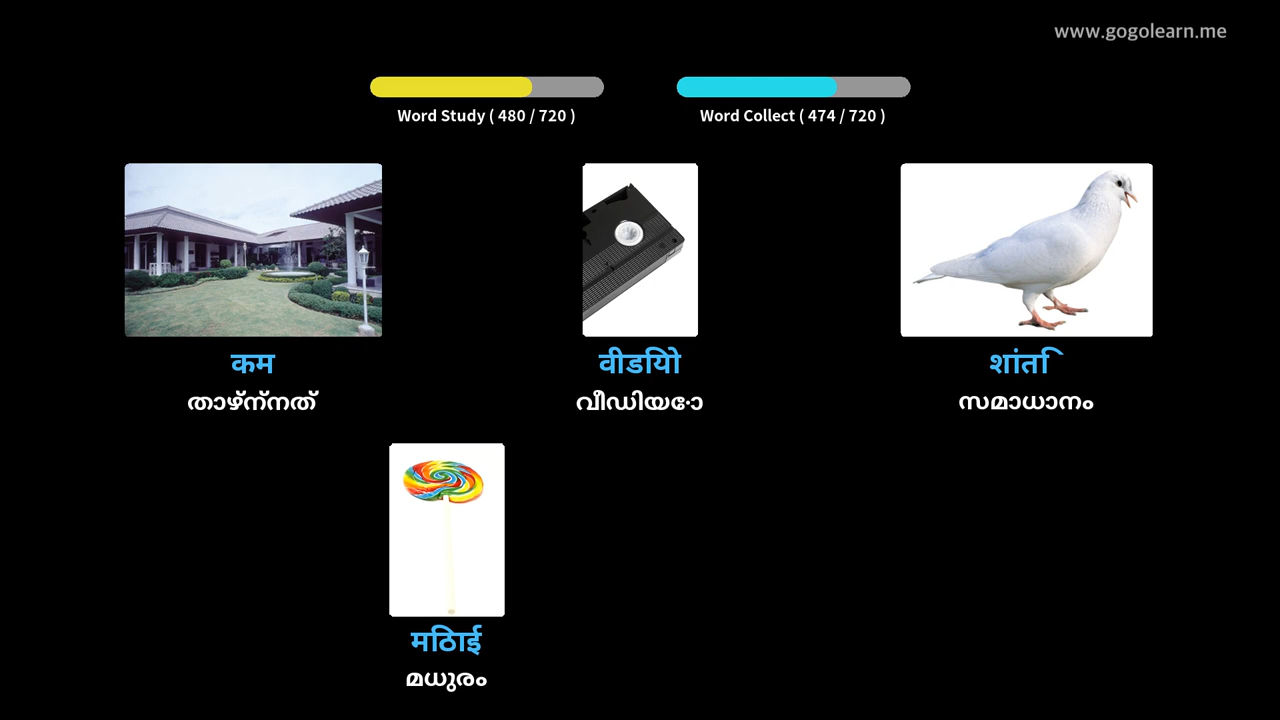 www.gogolearn.me
Word Study ( 480 / 720 )
Word Collect ( 474 / 720 )
कम
वीडियो
शांति
താഴ്ന്നത്
വീഡിയോ
സമാധാനം
मिठाई
മധുരം